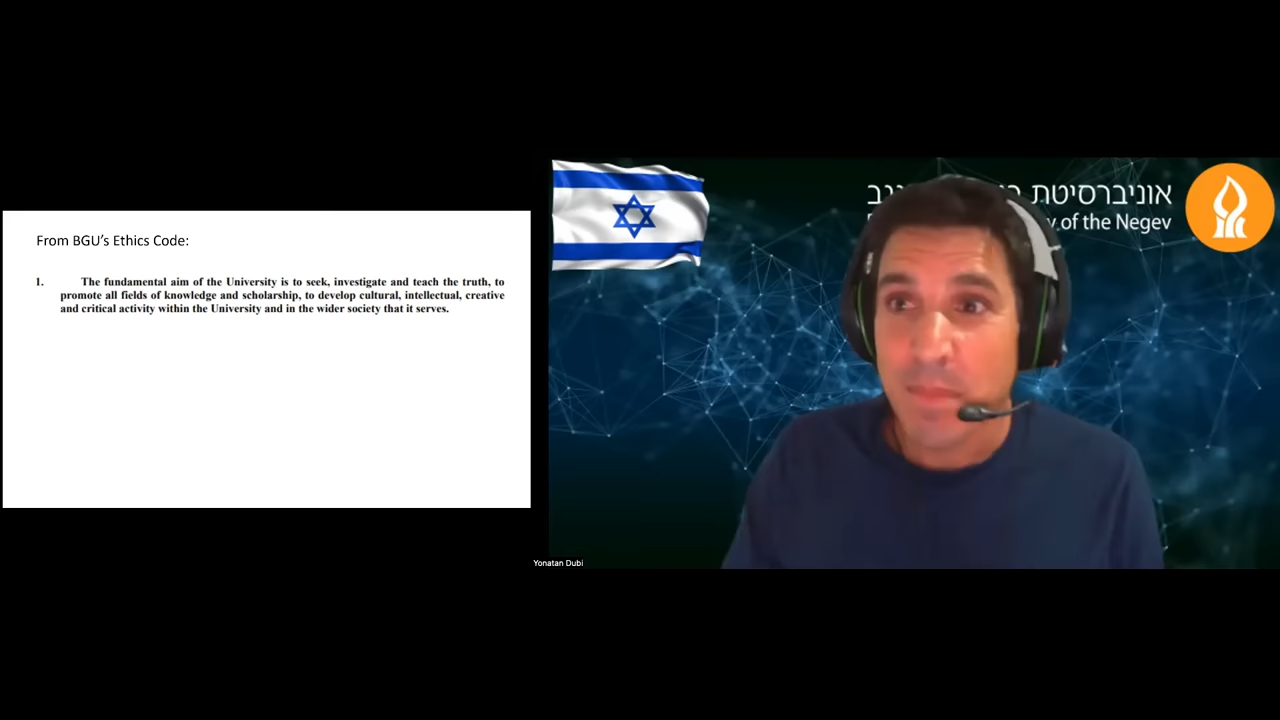 From BGU's Ethics Code:
1. The fundamental aim of the University is to seek, investigate and teach the truth, to
promote all fields of knowledge and scholarship, to develop cultural, intellectual, creative
and critical activity within the University and in the wider society that it serves.
אוניברסיטת
of the Negev
Yonatan Dubi